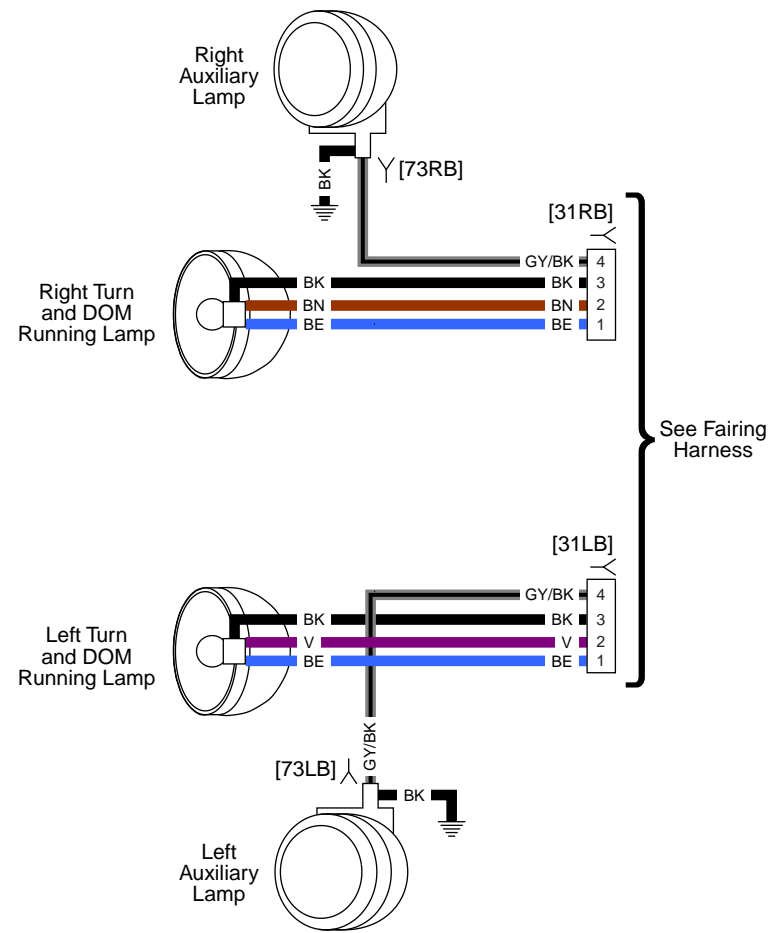 Right
Auxiliary
Lamp
BK
[73RB]
[31RB]
GY/BK 4
BK BK 3
BN BN 2
BE BE 1
Right Turn
and DOM
Running Lamp
See Fairing
Harness
[31LB]
GY/BK 4
BK BK 3
V V 2
BE BE 1
Left Turn
and DOM
Running Lamp
GY/BK
[73LB]
BK
Left
Auxiliary
Lamp